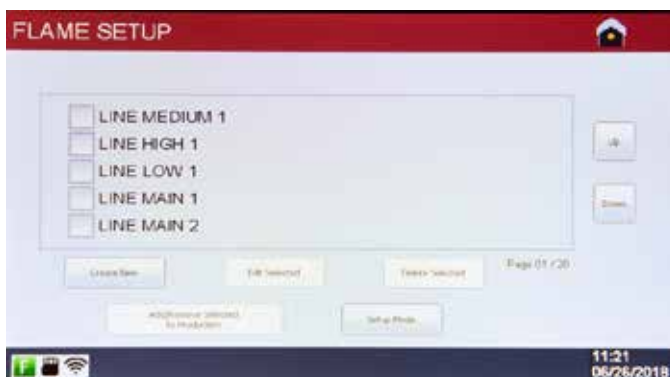 FLAME SETUP
LINE MEDIUM 1
LINE HIGH 1
LINE LOW 1
LINE MAIN 1
LINE MAIN 2
Up
Down
Create New
Edit Selected
Delete Selected
Page 01 / 20
Setup Mode
F
11:21
06/26/2018